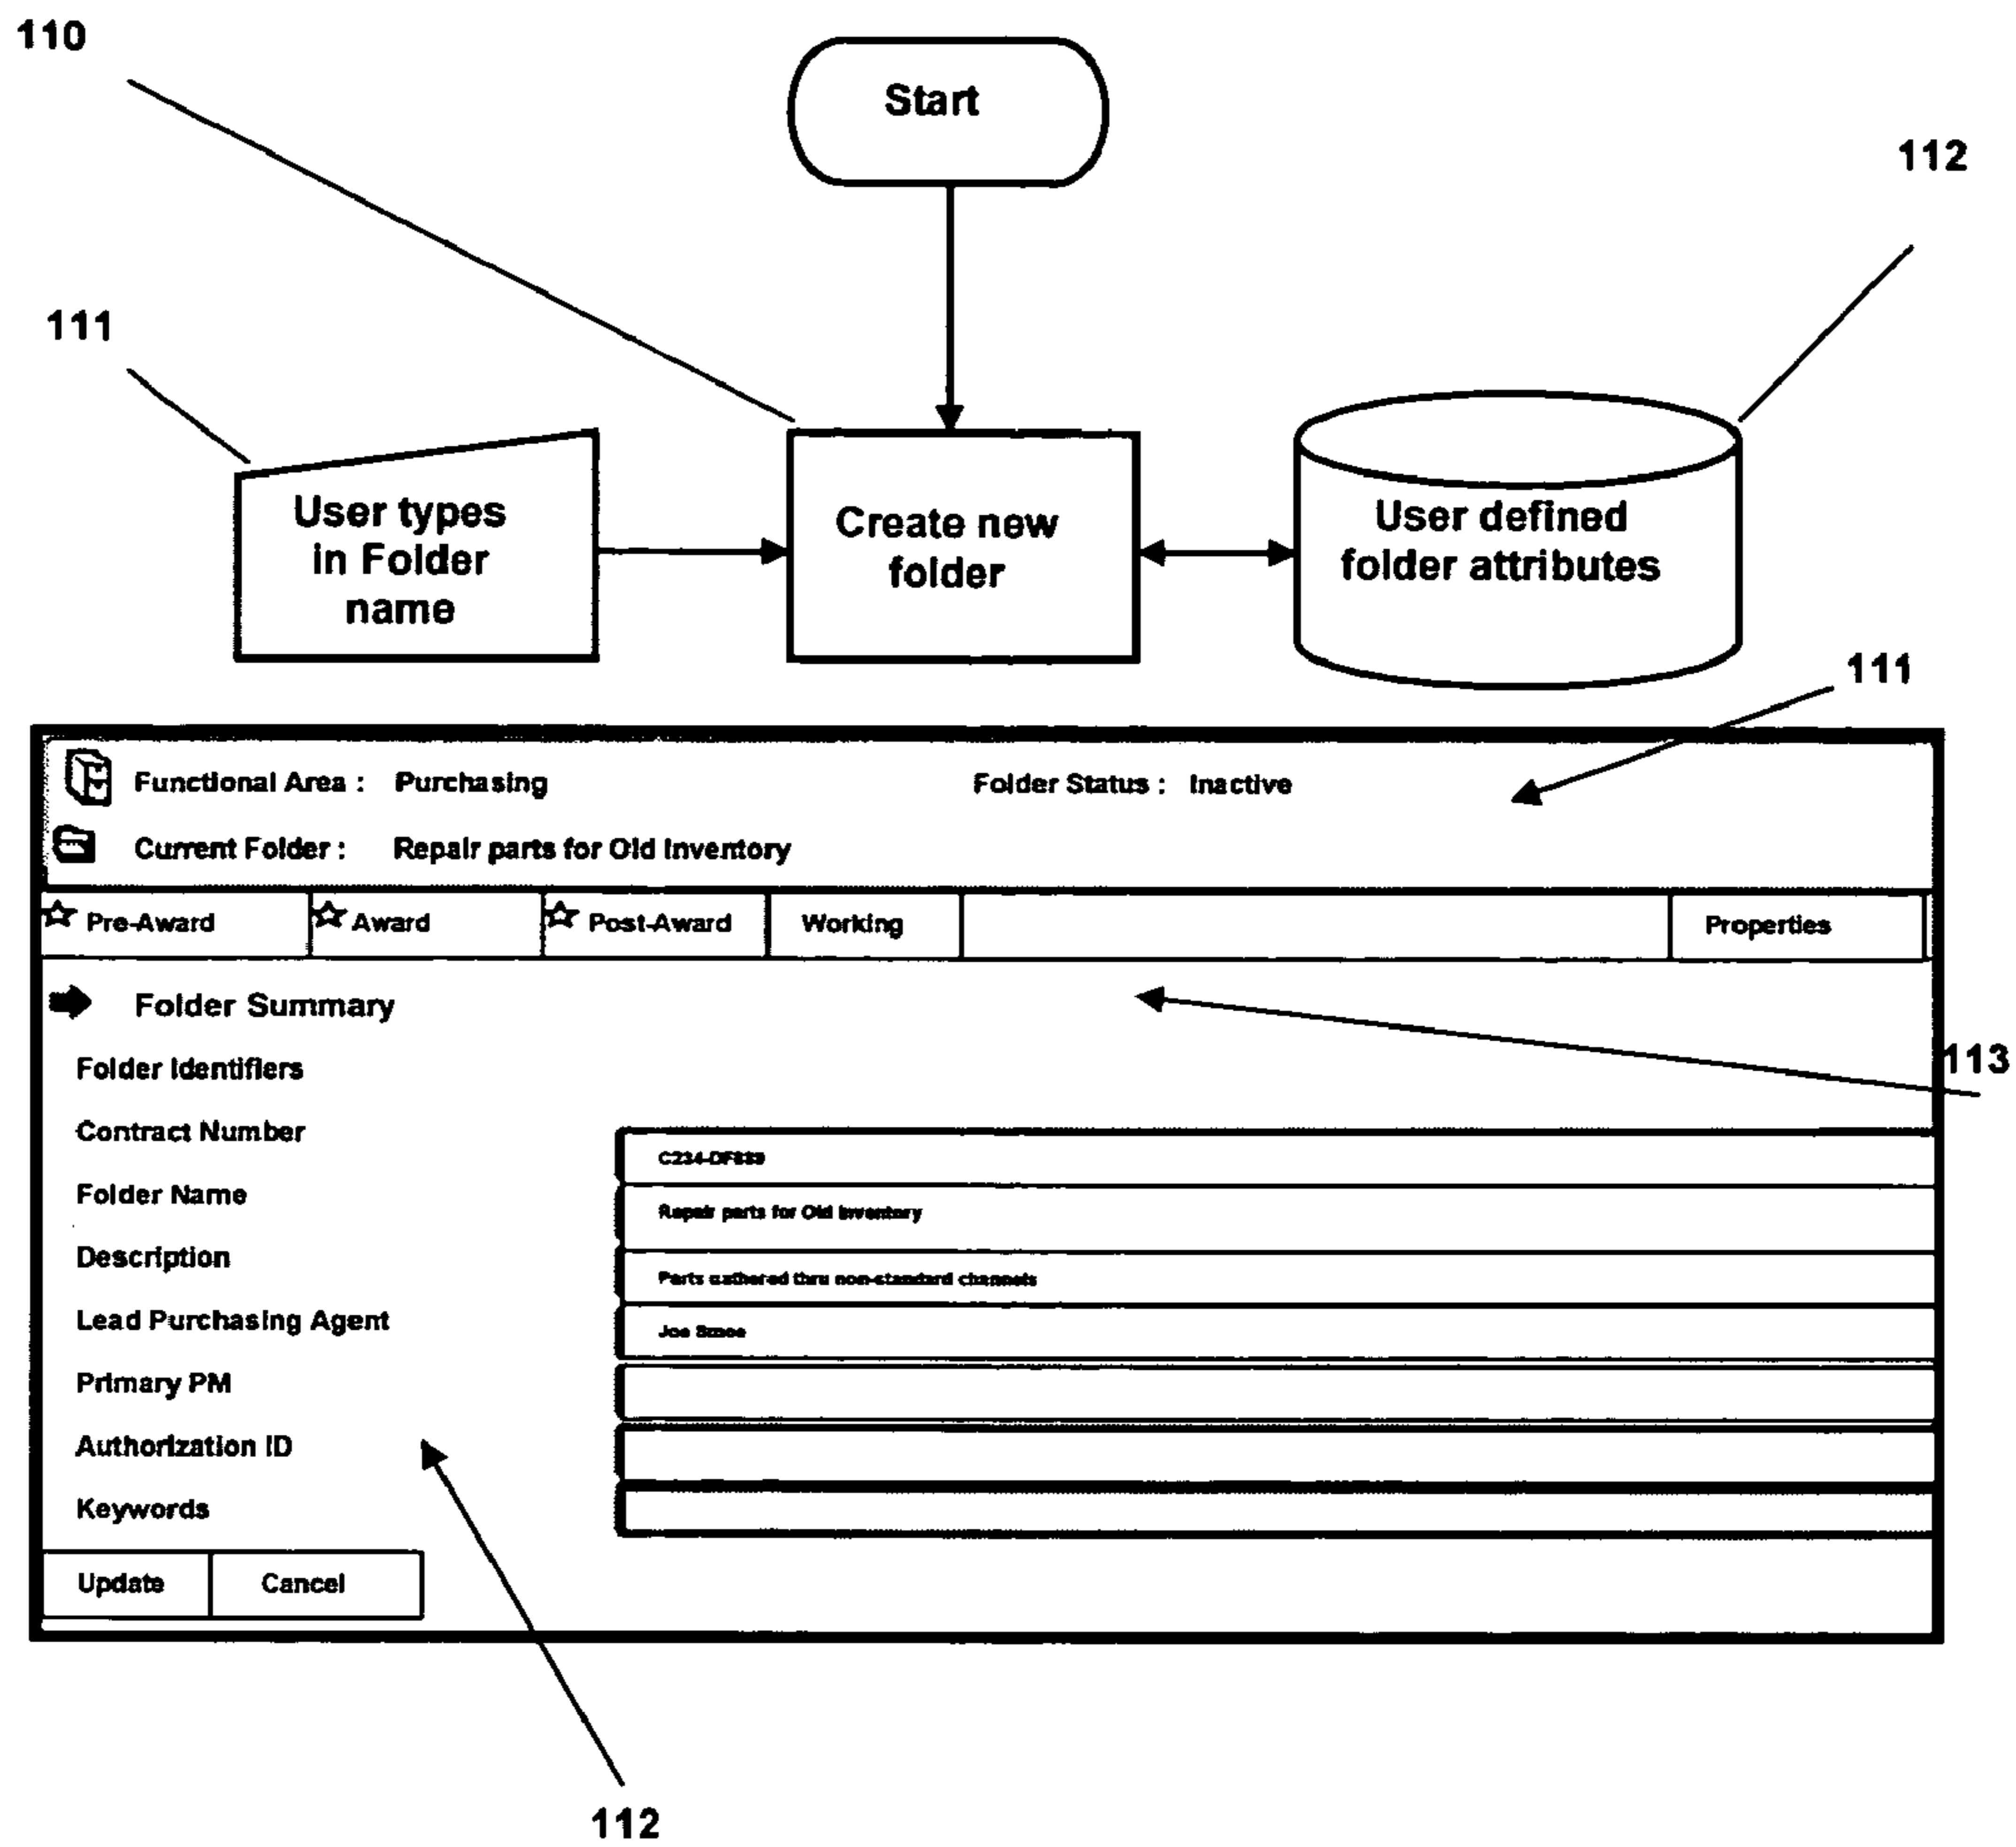 110
Start
112
111
User types
in Folder
name
Create new
folder
User defined
folder attributes
111
Functional Area : Purchasing
Folder Status : Inactive
Current Folder : Repair parts for Old Inventory
Pre-Award
Award
Post-Award
Working
Properties
Folder Summary
113
Folder Identifiers
Contract Number
C234-DF889
Folder Name
Repair parts for Old Inventory
Description
Parts gathered thru non-standard channels
Lead Purchasing Agent
Joe
Primary PM
Authorization ID
Keywords
Update
Cancel
112